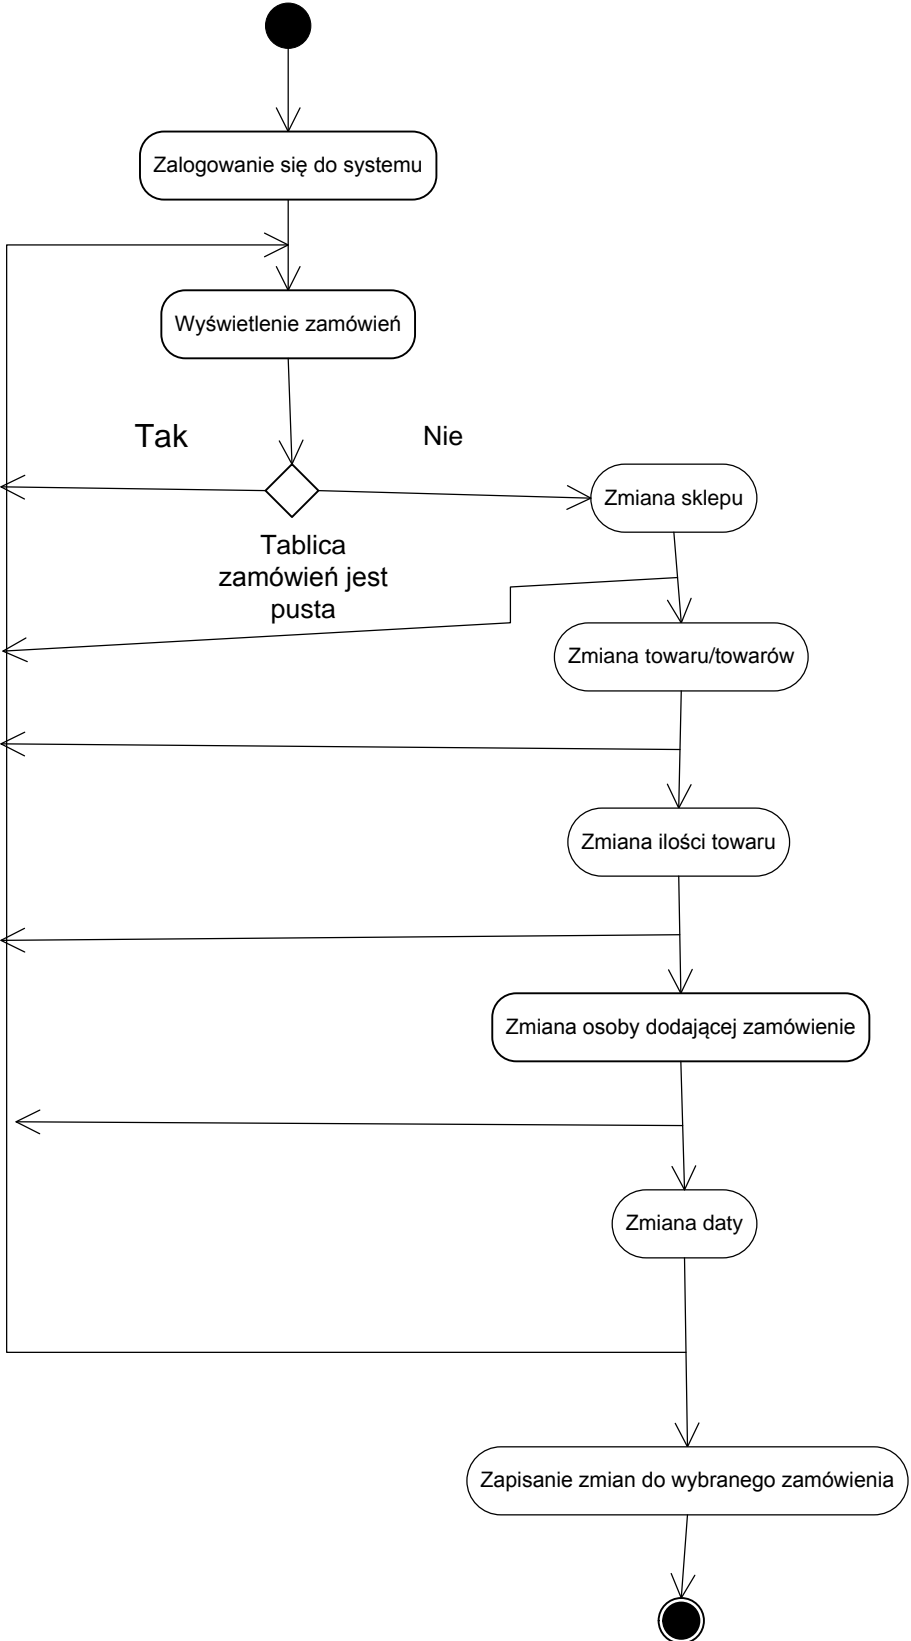 Zalogowanie się do systemu
Wyświetlenie zamówień
Tak
Nie
Zmiana sklepu
Tablica
zamówień jest
pusta
Zmiana towaru/towarów
Zmiana ilości towaru
Zmiana osoby dodającej zamówienie
Zmiana daty
Zapisanie zmian do wybranego zamówienia